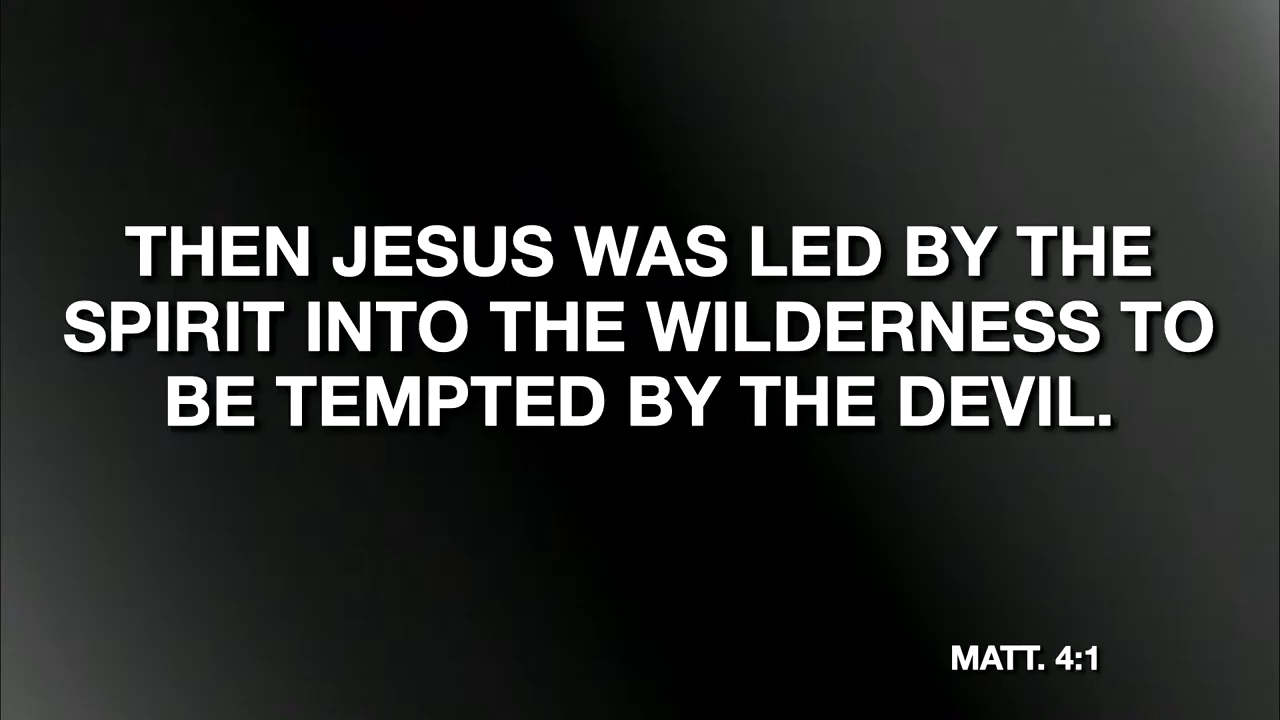 THEN JESUS WAS LED BY THE
SPIRIT INTO THE WILDERNESS TO
BE TEMPTED BY THE DEVIL.
MATT. 4:1